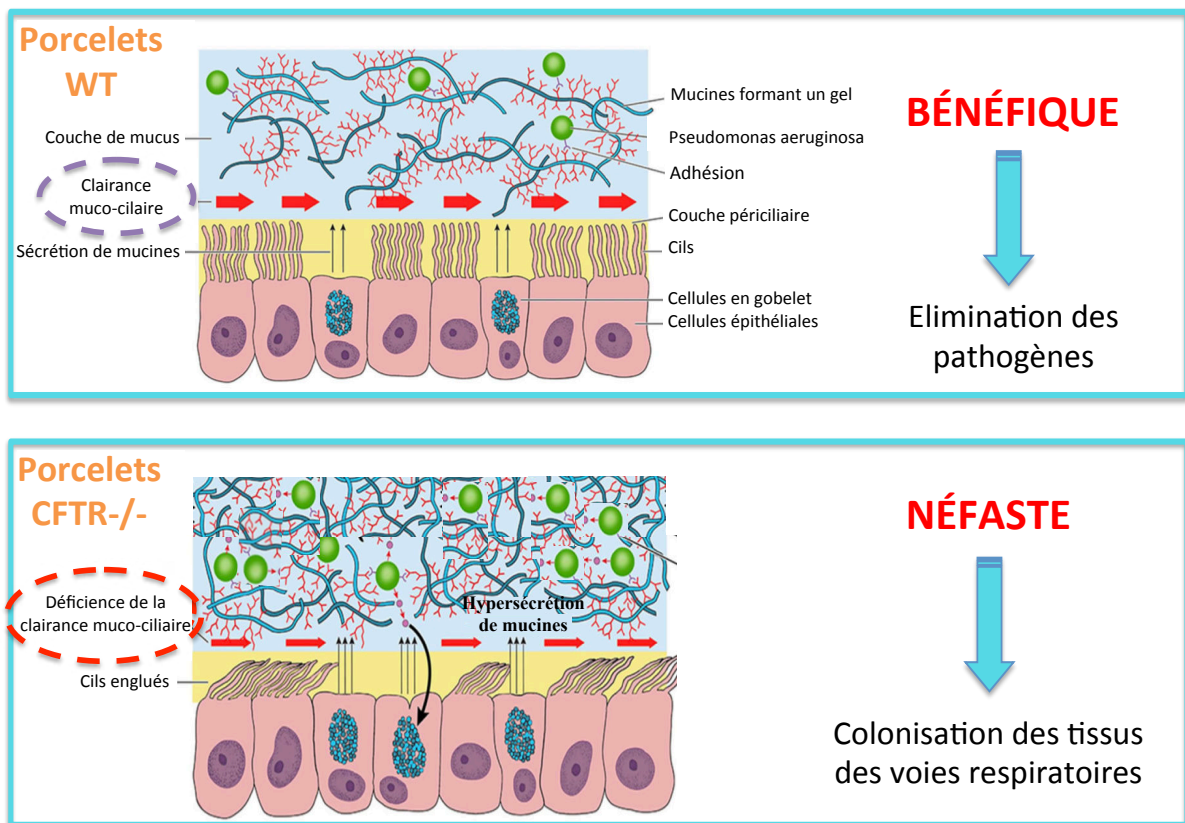 Porcelets
WT
Couche de mucus
Clairance
muco-cilaire
Sécrétion de mucines
Mucines formant un gel
Pseudomonas aeruginosa
Adhésion
Couche périciliaire
Cils
Cellules en gobelet
Cellules épithéliales
BÉNÉFIQUE
Elimination des
pathogènes
Porcelets
CFTR-/-
Déficience de la
clairance muco-ciliaire
Cils englués
Hypersécrétion
de mucines
NÉFASTE
Colonisation des tissus
des voies respiratoires